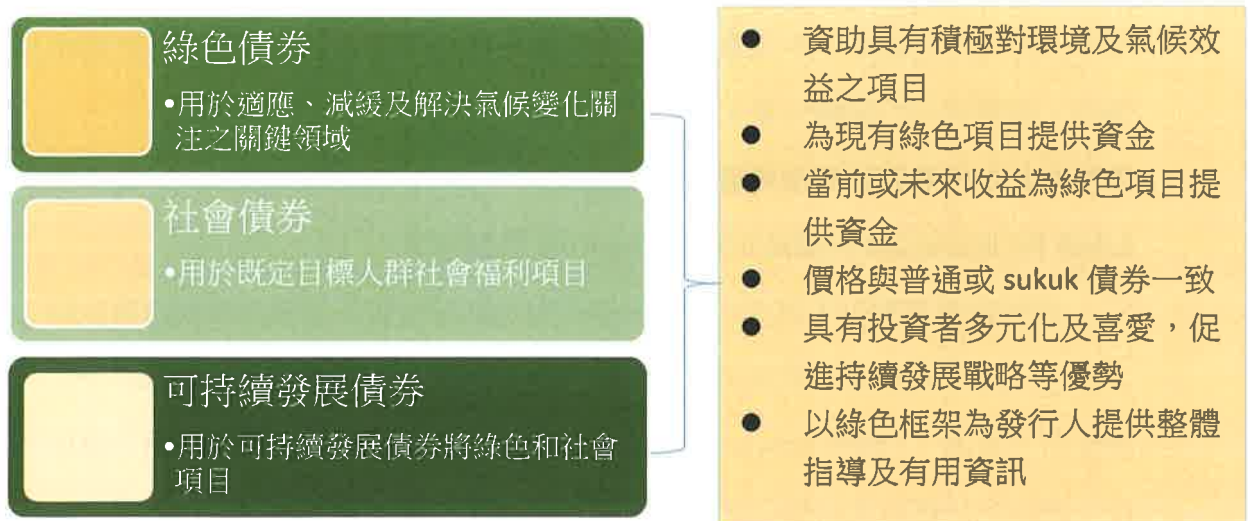 綠色債券
•用於適應、減緩及解決氣候變化關
注之關鍵領域
社會債券
•用於既定目標人群社會福利項目
可持續發展債券
•用於可持續發展債券將綠色和社會
項目
● 資助具有積極對環境及氣候效
益之項目
● 為現有綠色項目提供資金
● 當前或未來收益為綠色項目提
供資金
● 價格與普通或 sukuk 債券一致
● 具有投資者多元化及喜愛，促
進持續發展戰略等優勢
● 以綠色框架為發行人提供整體
指導及有用資訊